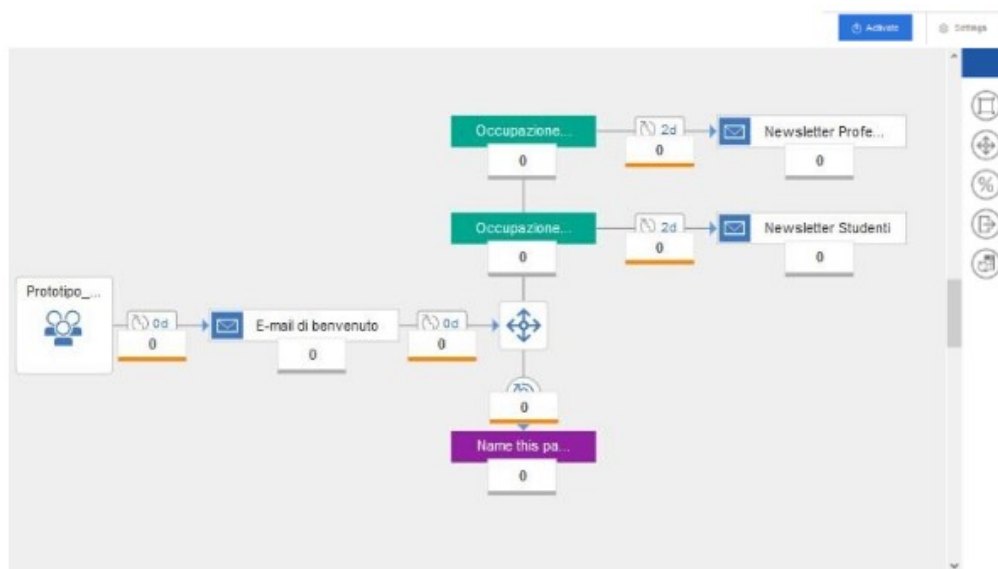 Activate
Settings
Occupazione...
2d
Newsletter Profe...
0
0
0
Occupazione...
2d
Newsletter Studenti
0
0
0
Prototipo_...
0d
E-mail di benvenuto
0d
0
0
0
0
Name this pa...
0
%